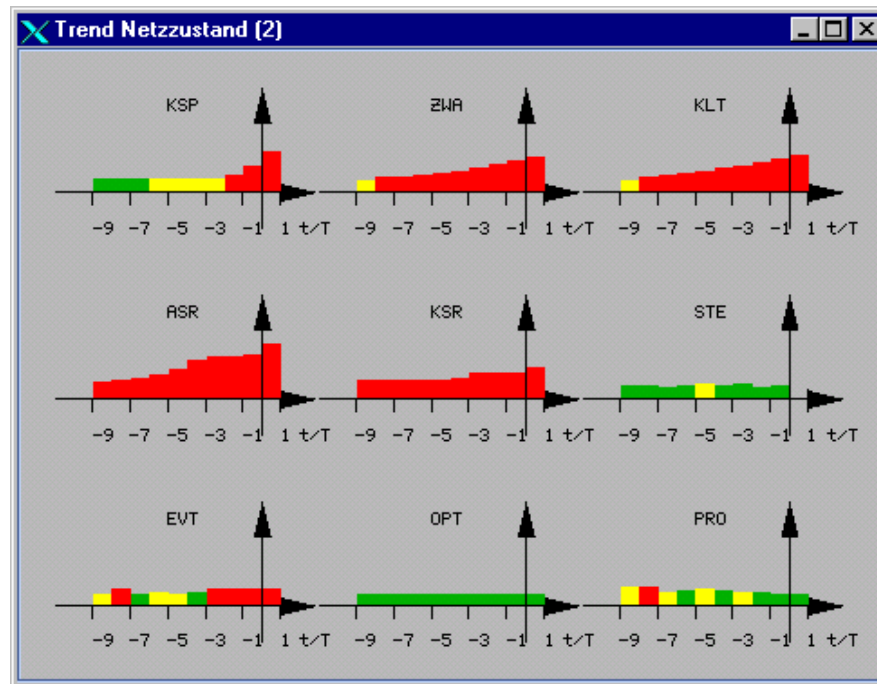 Trend Netzzustand (2)
KSP ZWA KLT
-9 -7 -5 -3 -1 1 t/T -9 -7 -5 -3 -1 1 t/T -9 -7 -5 -3 -1 1 t/T
ASR KSR STE
-9 -7 -5 -3 -1 1 t/T -9 -7 -5 -3 -1 1 t/T -9 -7 -5 -3 -1 1 t/T
EVT OPT PRO
-9 -7 -5 -3 -1 1 t/T -9 -7 -5 -3 -1 1 t/T -9 -7 -5 -3 -1 1 t/T